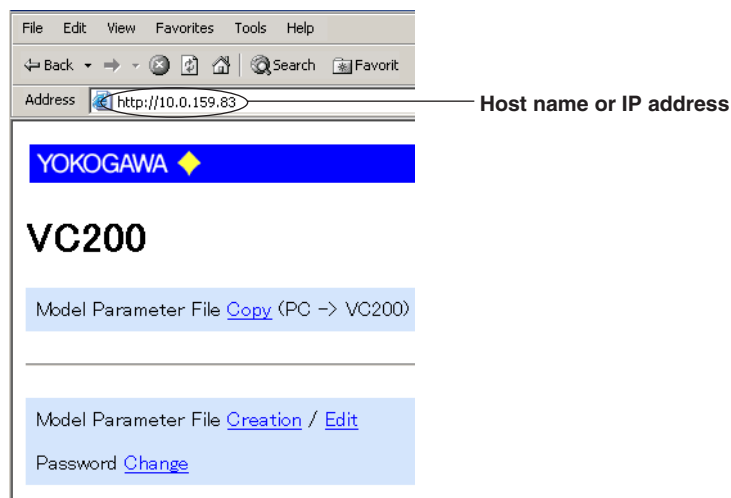 File Edit View Favorites Tools Help
Back Search Favorit
Address http://10.0.159.83
Host name or IP address
YOKOGAWA
VC200
Model Parameter File Copy (PC -> VC200)
Model Parameter File Creation / Edit
Password Change